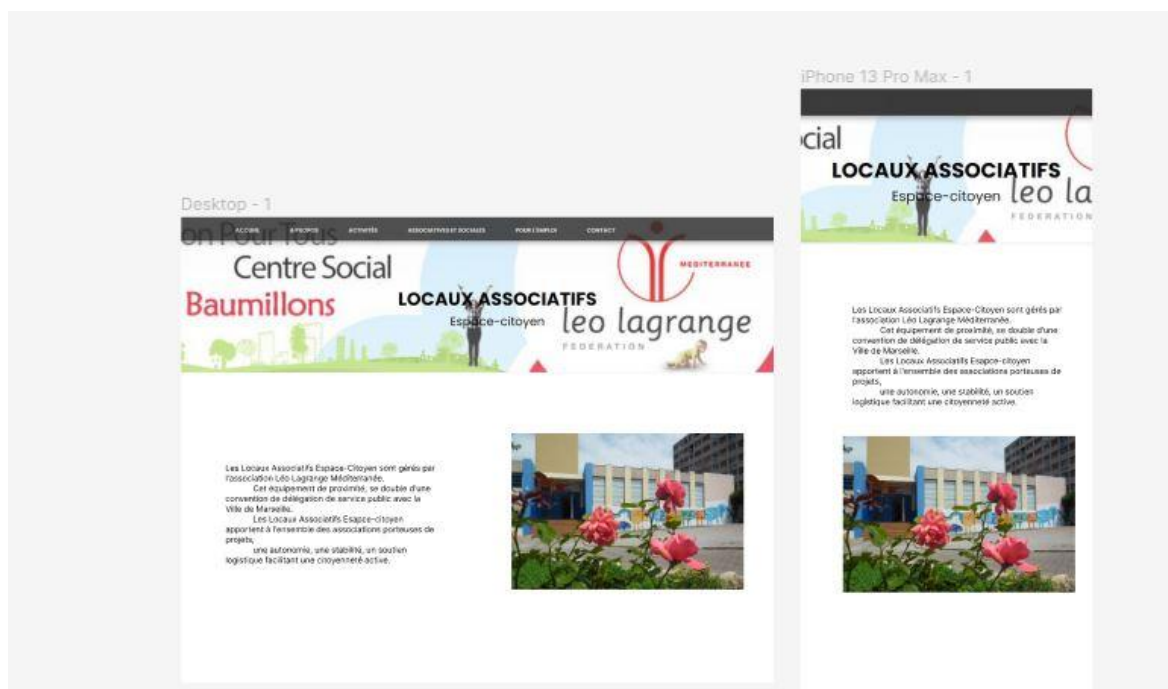 iPhone 13 Pro Max - 1
cial
LOCAUX ASSOCIATIFS
Espace-citoyen
leo la
FEDERATION
Les Locaux Associatifs Espace-Citoyen sont gérés par
l'association Léo Lagrange Méditerranée.
Cet équipement de proximité, se double d'une
convention de délégation de service public avec la
Ville de Marseille.
Les Locaux Associatifs Esapce-citoyen
apportent à l'ensemble des associations porteuses de
projets,
une autonomie, une stabilité, un soutien
logistique facilitant une citoyenneté active.
Desktop - 1
ACCUEIL A PROPOS ACTIVITÉS ASSOCIATIVES ET SOCIALES POUR L'EMPLOI CONTACT
on Pour Tous
Centre Social
Baumillons
MEDITERRANEE
LOCAUX ASSOCIATIFS
Espace-citoyen
leo lagrange
FEDERATION
Les Locaux Associatifs Espace-Citoyen sont gérés par
l'association Léo Lagrange Méditerranée.
Cet équipement de proximité, se double d'une
convention de délégation de service public avec la
Ville de Marseille.
Les Locaux Associatifs Esapce-citoyen
apportent à l'ensemble des associations porteuses de
projets,
une autonomie, une stabilité, un soutien
logistique facilitant une citoyenneté active.